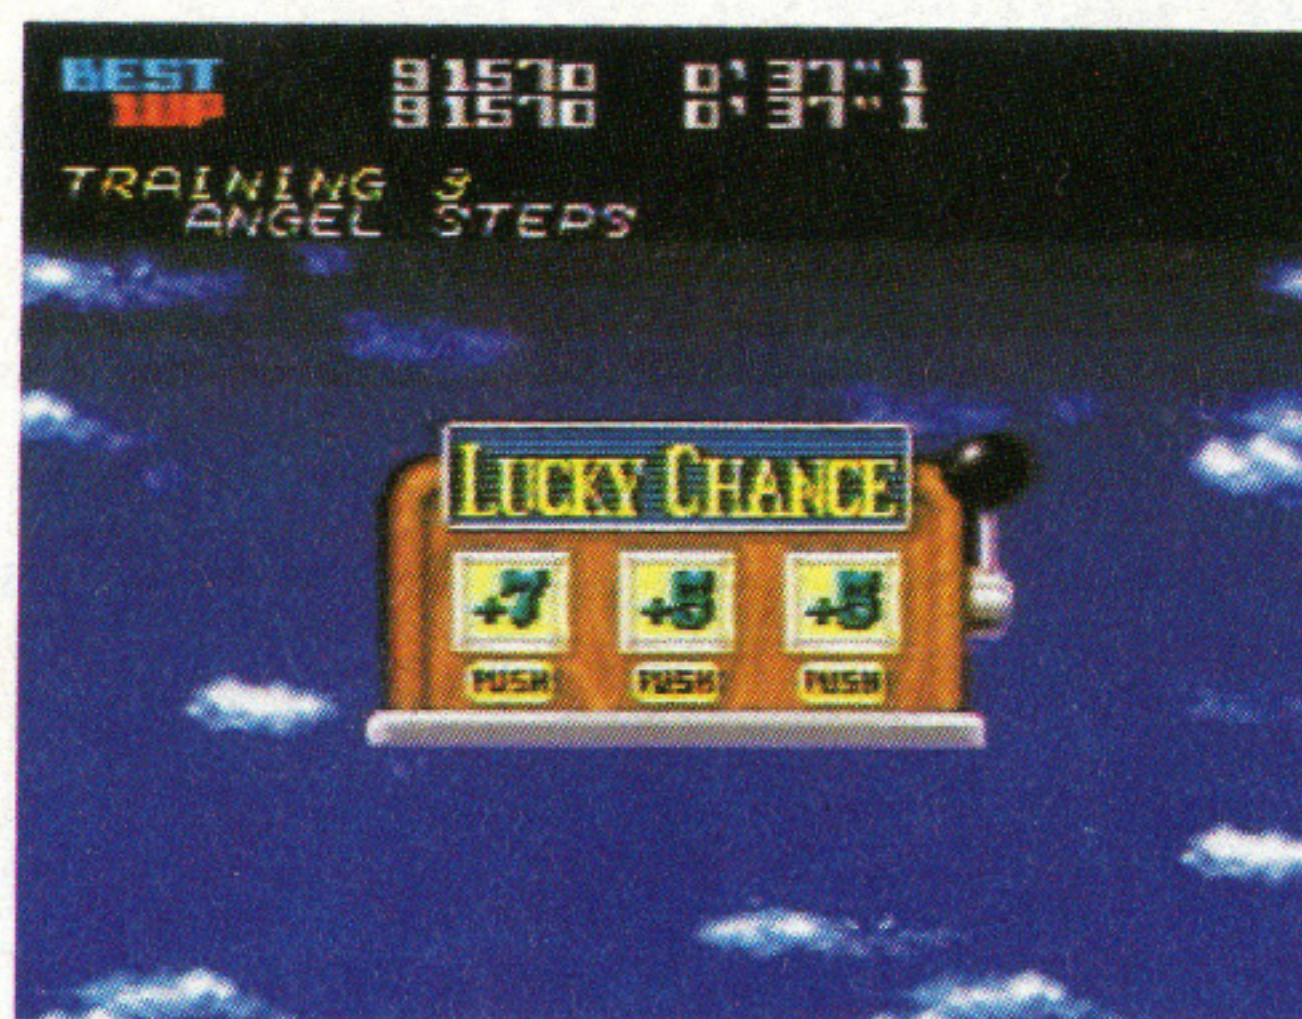 BEST 91570 0'37"1
1UP 91570 0'37"1
TRAINING 3
ANGEL STEPS
LUCKY CHANCE
+7 +5 +5
PUSH PUSH PUSH